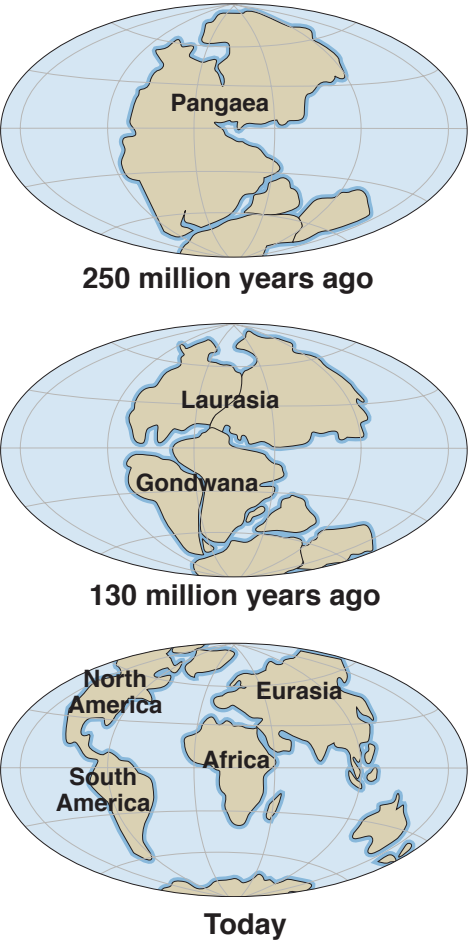 Pangaea
250 million years ago
Laurasia
Gondwana
130 million years ago
North
America
Eurasia
Africa
South
America
Today